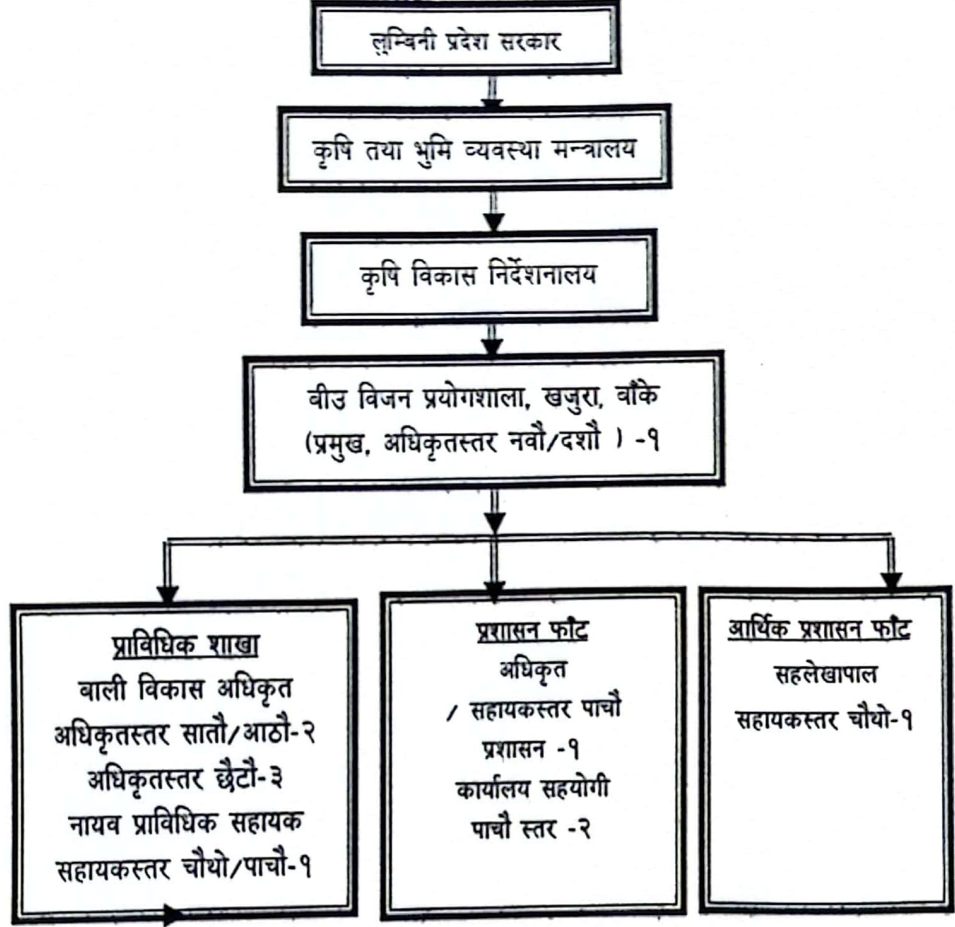 लुम्बिनी प्रदेश सरकार
कृषि तथा भुमि व्यवस्था मन्त्रालय
कृषि विकास निर्देशनालय
बीउ विजन प्रयोगशाला, खजुरा, बाँके
(प्रमुख, अधिकृतस्तर नवौ/दशौ ) -१
प्राविधिक शाखा
बाली विकास अधिकृत
अधिकृतस्तर सातौ/आठौ-२
अधिकृतस्तर छैटौ-३
नायव प्राविधिक सहायक
सहायकस्तर चौथो/पाचौ-१
प्रशासन फाँट
अधिकृत
/ सहायकस्तर पाचौ
प्रशासन -१
कार्यालय सहयोगी
पाचौ स्तर -२
आर्थिक प्रशासन फाँट
सहलेखापाल
सहायकस्तर चौथो-१